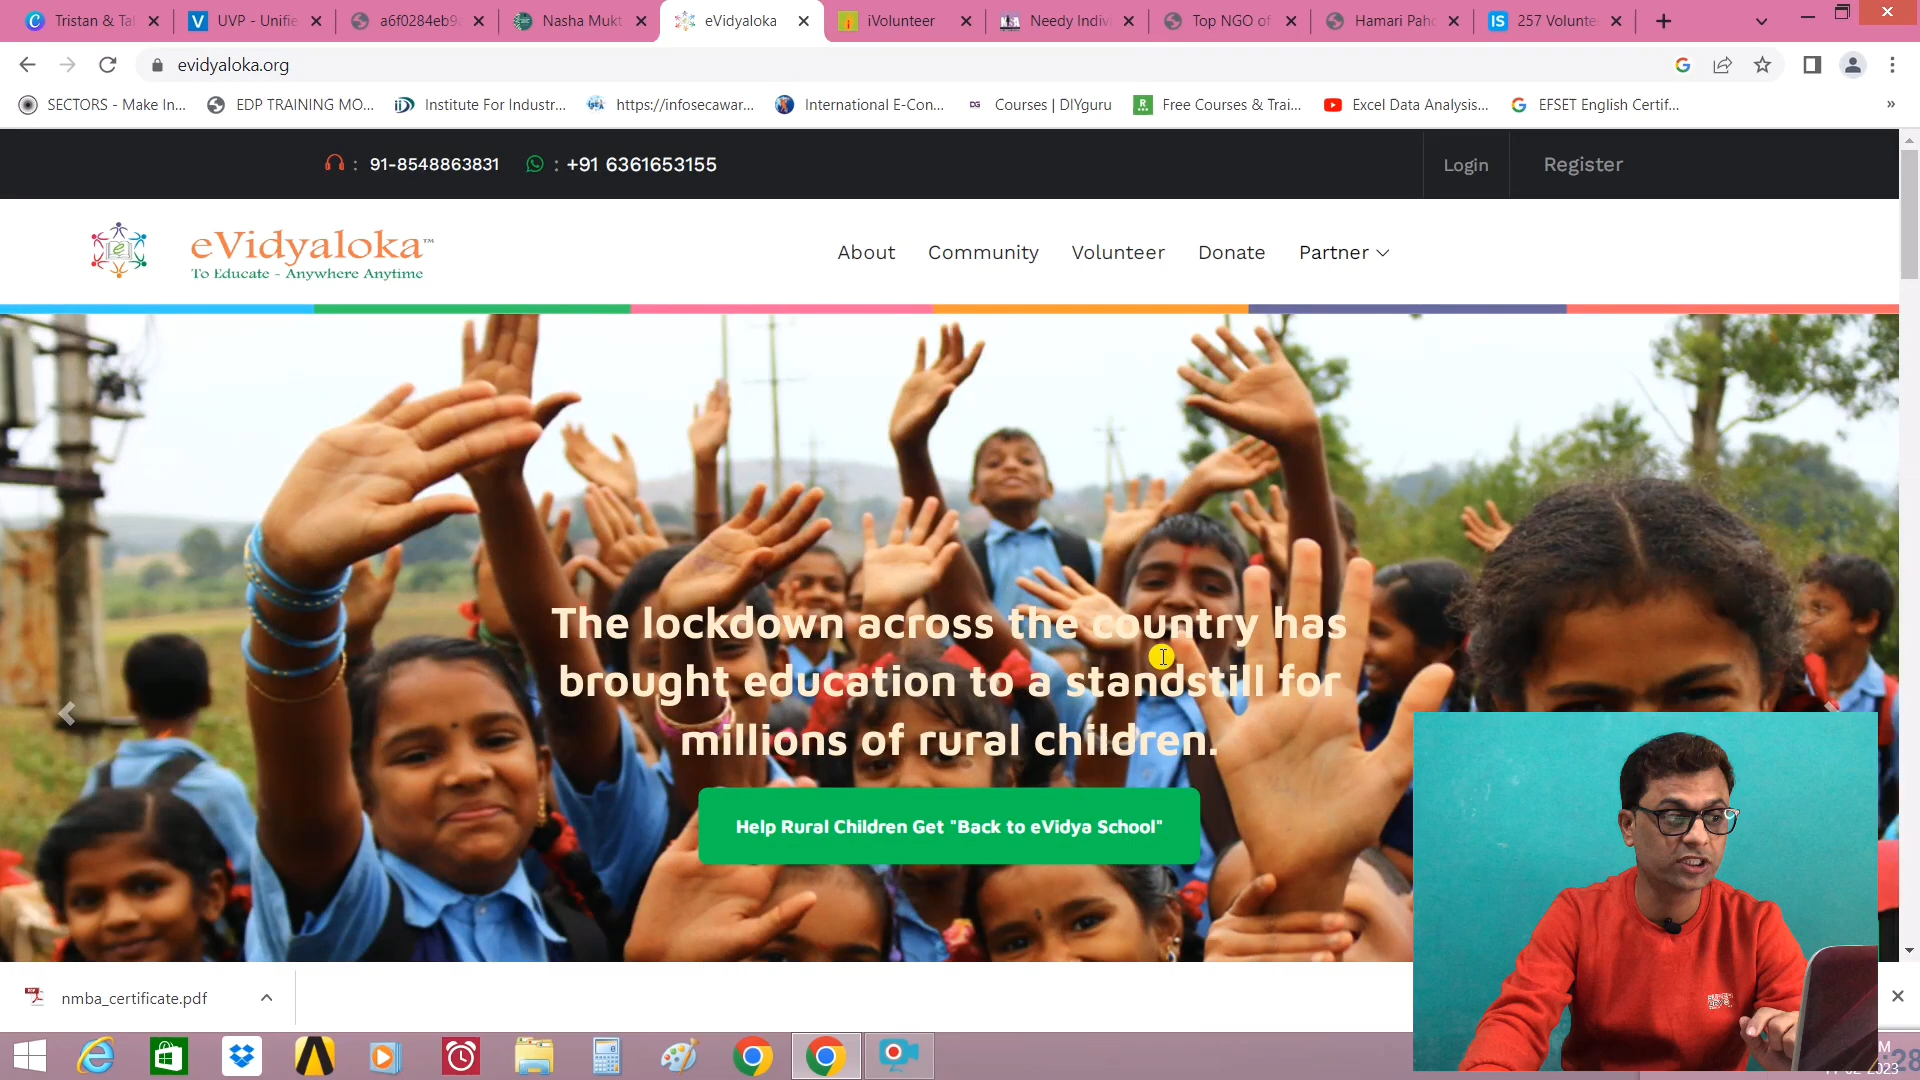 Tristan & Tal
UVP - Unifie
a6f0284eb9
Nasha Mukt
eVidyaloka
iVolunteer
Needy Indiv
Top NGO of
Hamari Paho
257 Volunte
evidyaloka.org
SECTORS - Make In...
EDP TRAINING MO...
Institute For Industr...
https://infosecawar...
International E-Con...
Courses | DIYguru
Free Courses & Trai...
Excel Data Analysis...
EFSET English Certif...
»
: 91-8548863831
: +91 6361653155
Login
Register
eVidyaloka™
To Educate - Anywhere Anytime
About
Community
Volunteer
Donate
Partner
The lockdown across the country has
brought education to a standstill for
millions of rural children.
Help Rural Children Get "Back to eVidya School"
nmba_certificate.pdf